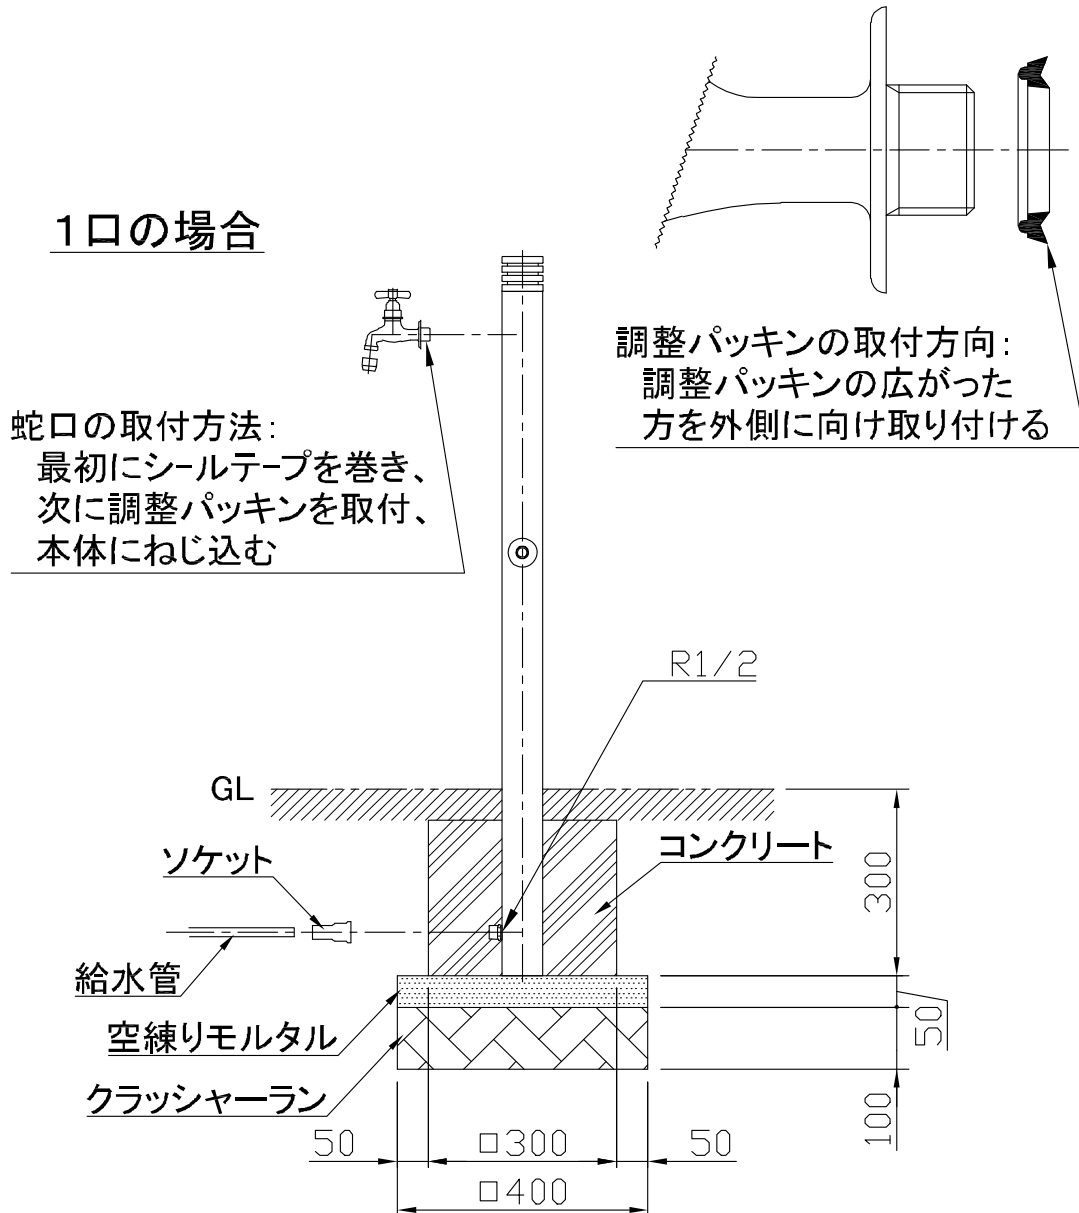 1口の場合
調整パッキンの取付方向：
調整パッキンの広がった
方を外側に向け取り付ける
蛇口の取付方法：
最初にシールテープを巻き、
次に調整パッキンを取付、
本体にねじ込む
R1/2
GL
コンクリート
ソケット
300
給水管
空練りモルタル
50
クラッシャーラン
100
50
□300
50
□400